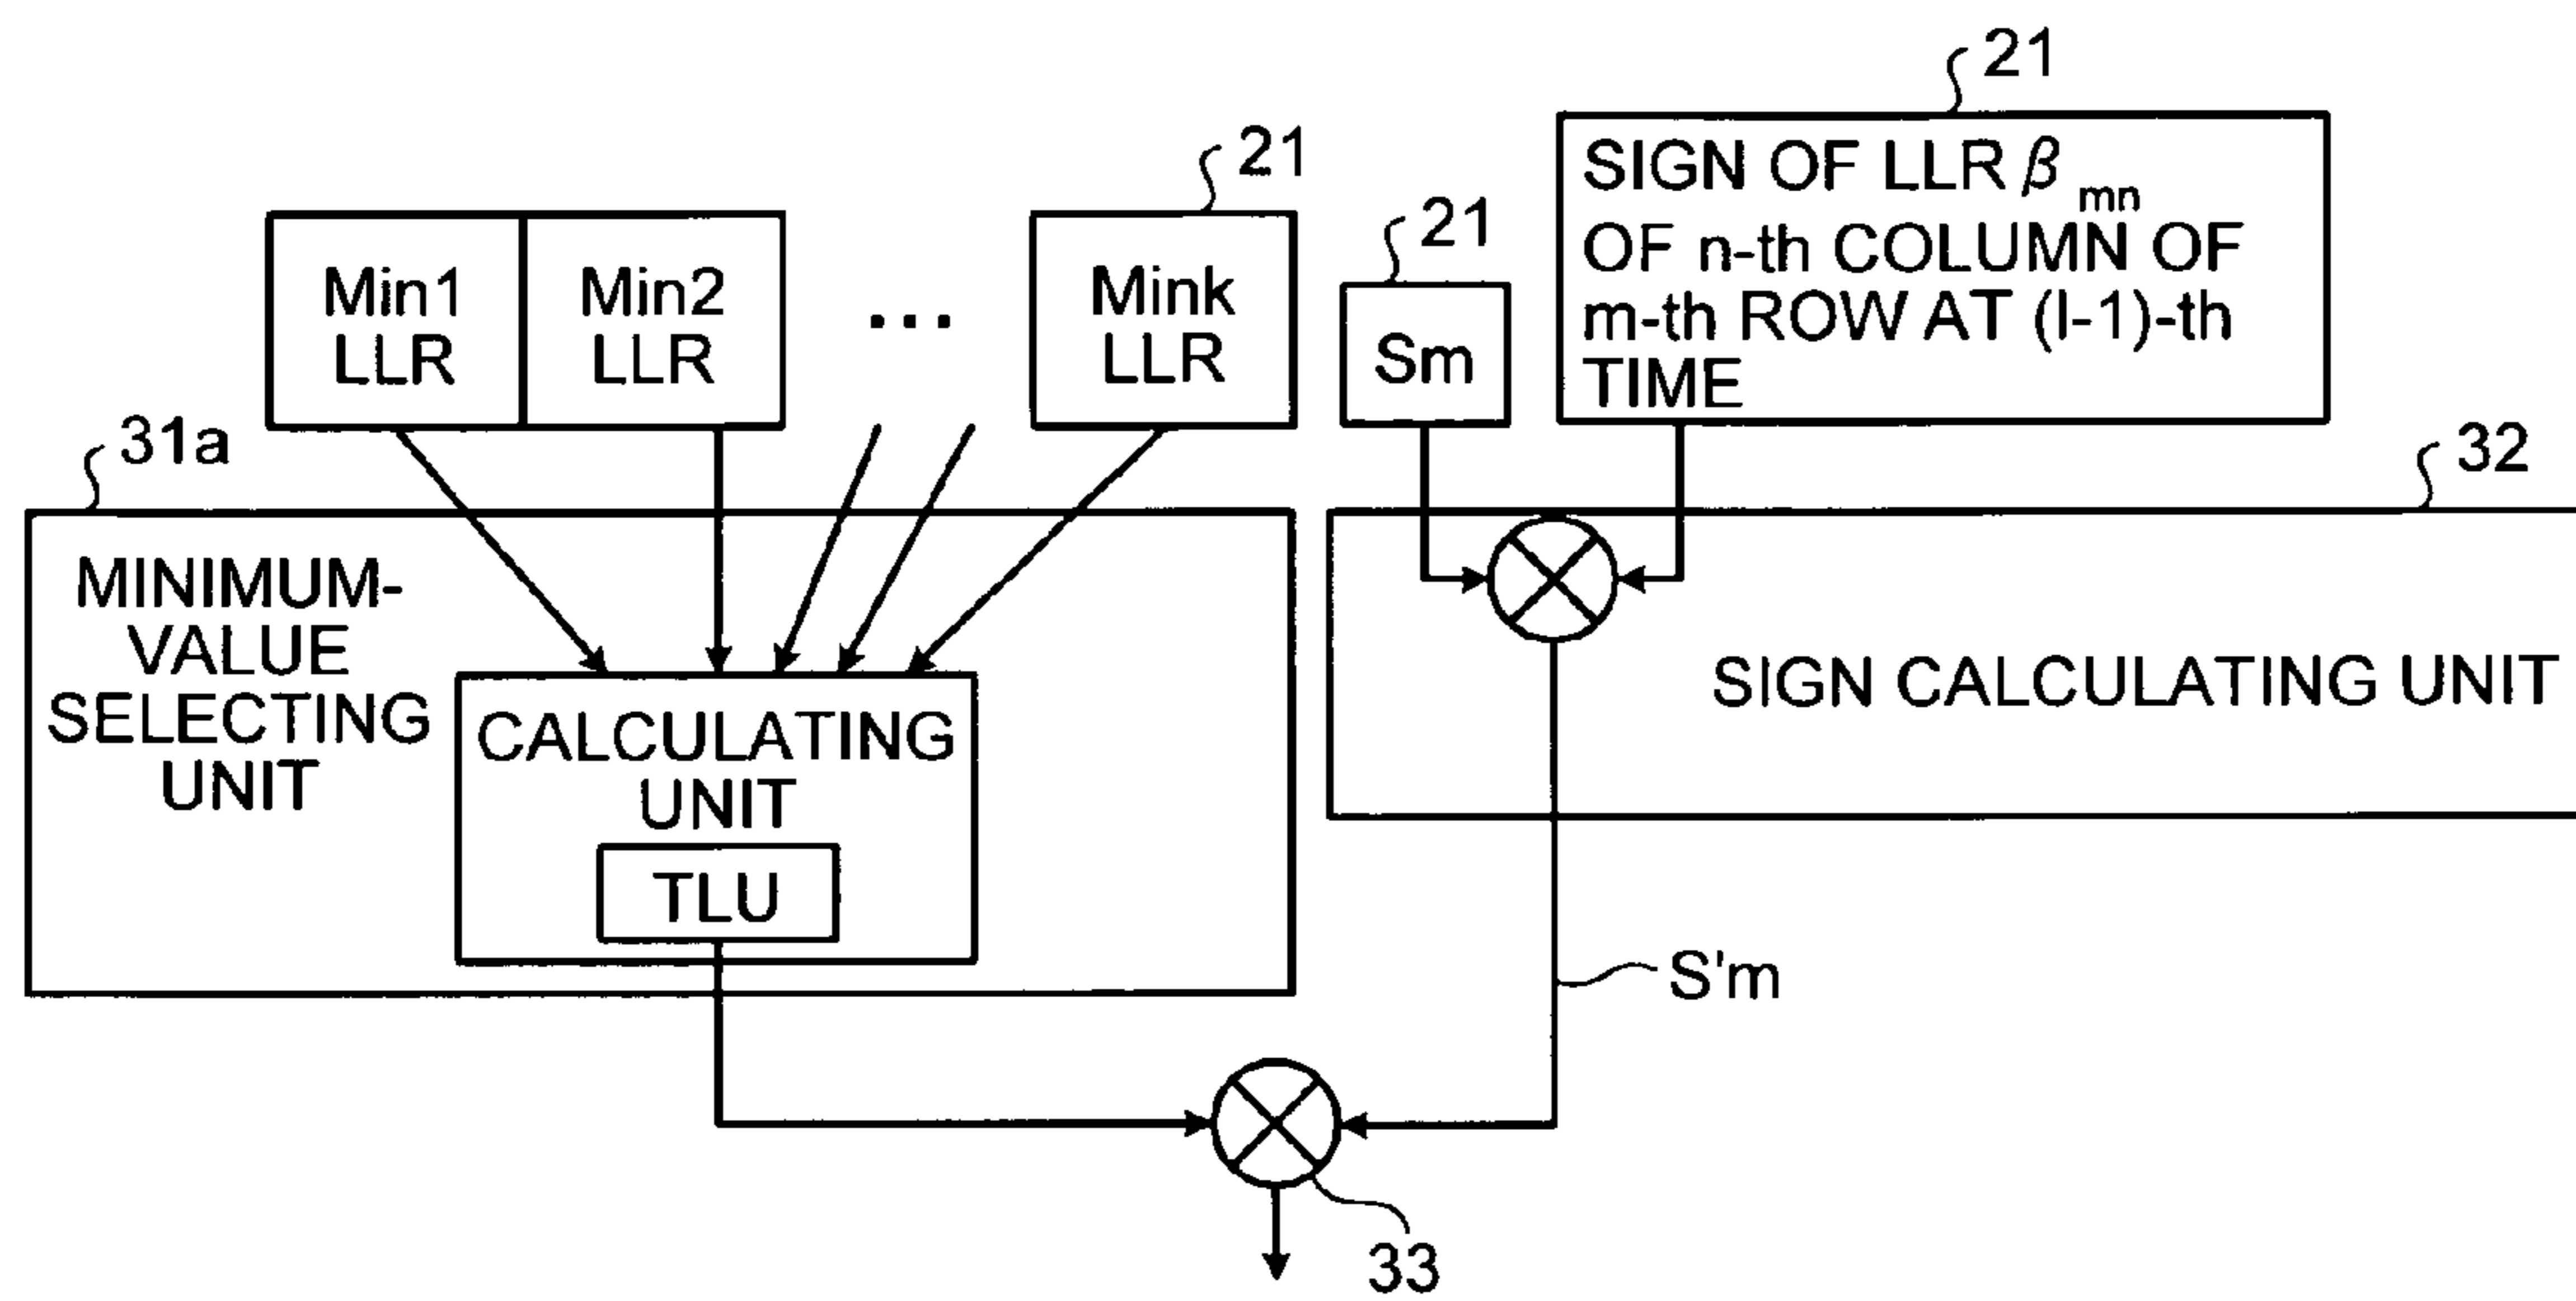 21
SIGN OF LLR βmn
OF n-th COLUMN OF
m-th ROW AT (l-1)-th
TIME
21
21
Min1
LLR
Min2
LLR
...
Mink
LLR
Sm
31a
32
MINIMUM-
VALUE
SELECTING
UNIT
CALCULATING
UNIT
TLU
SIGN CALCULATING UNIT
S'm
33